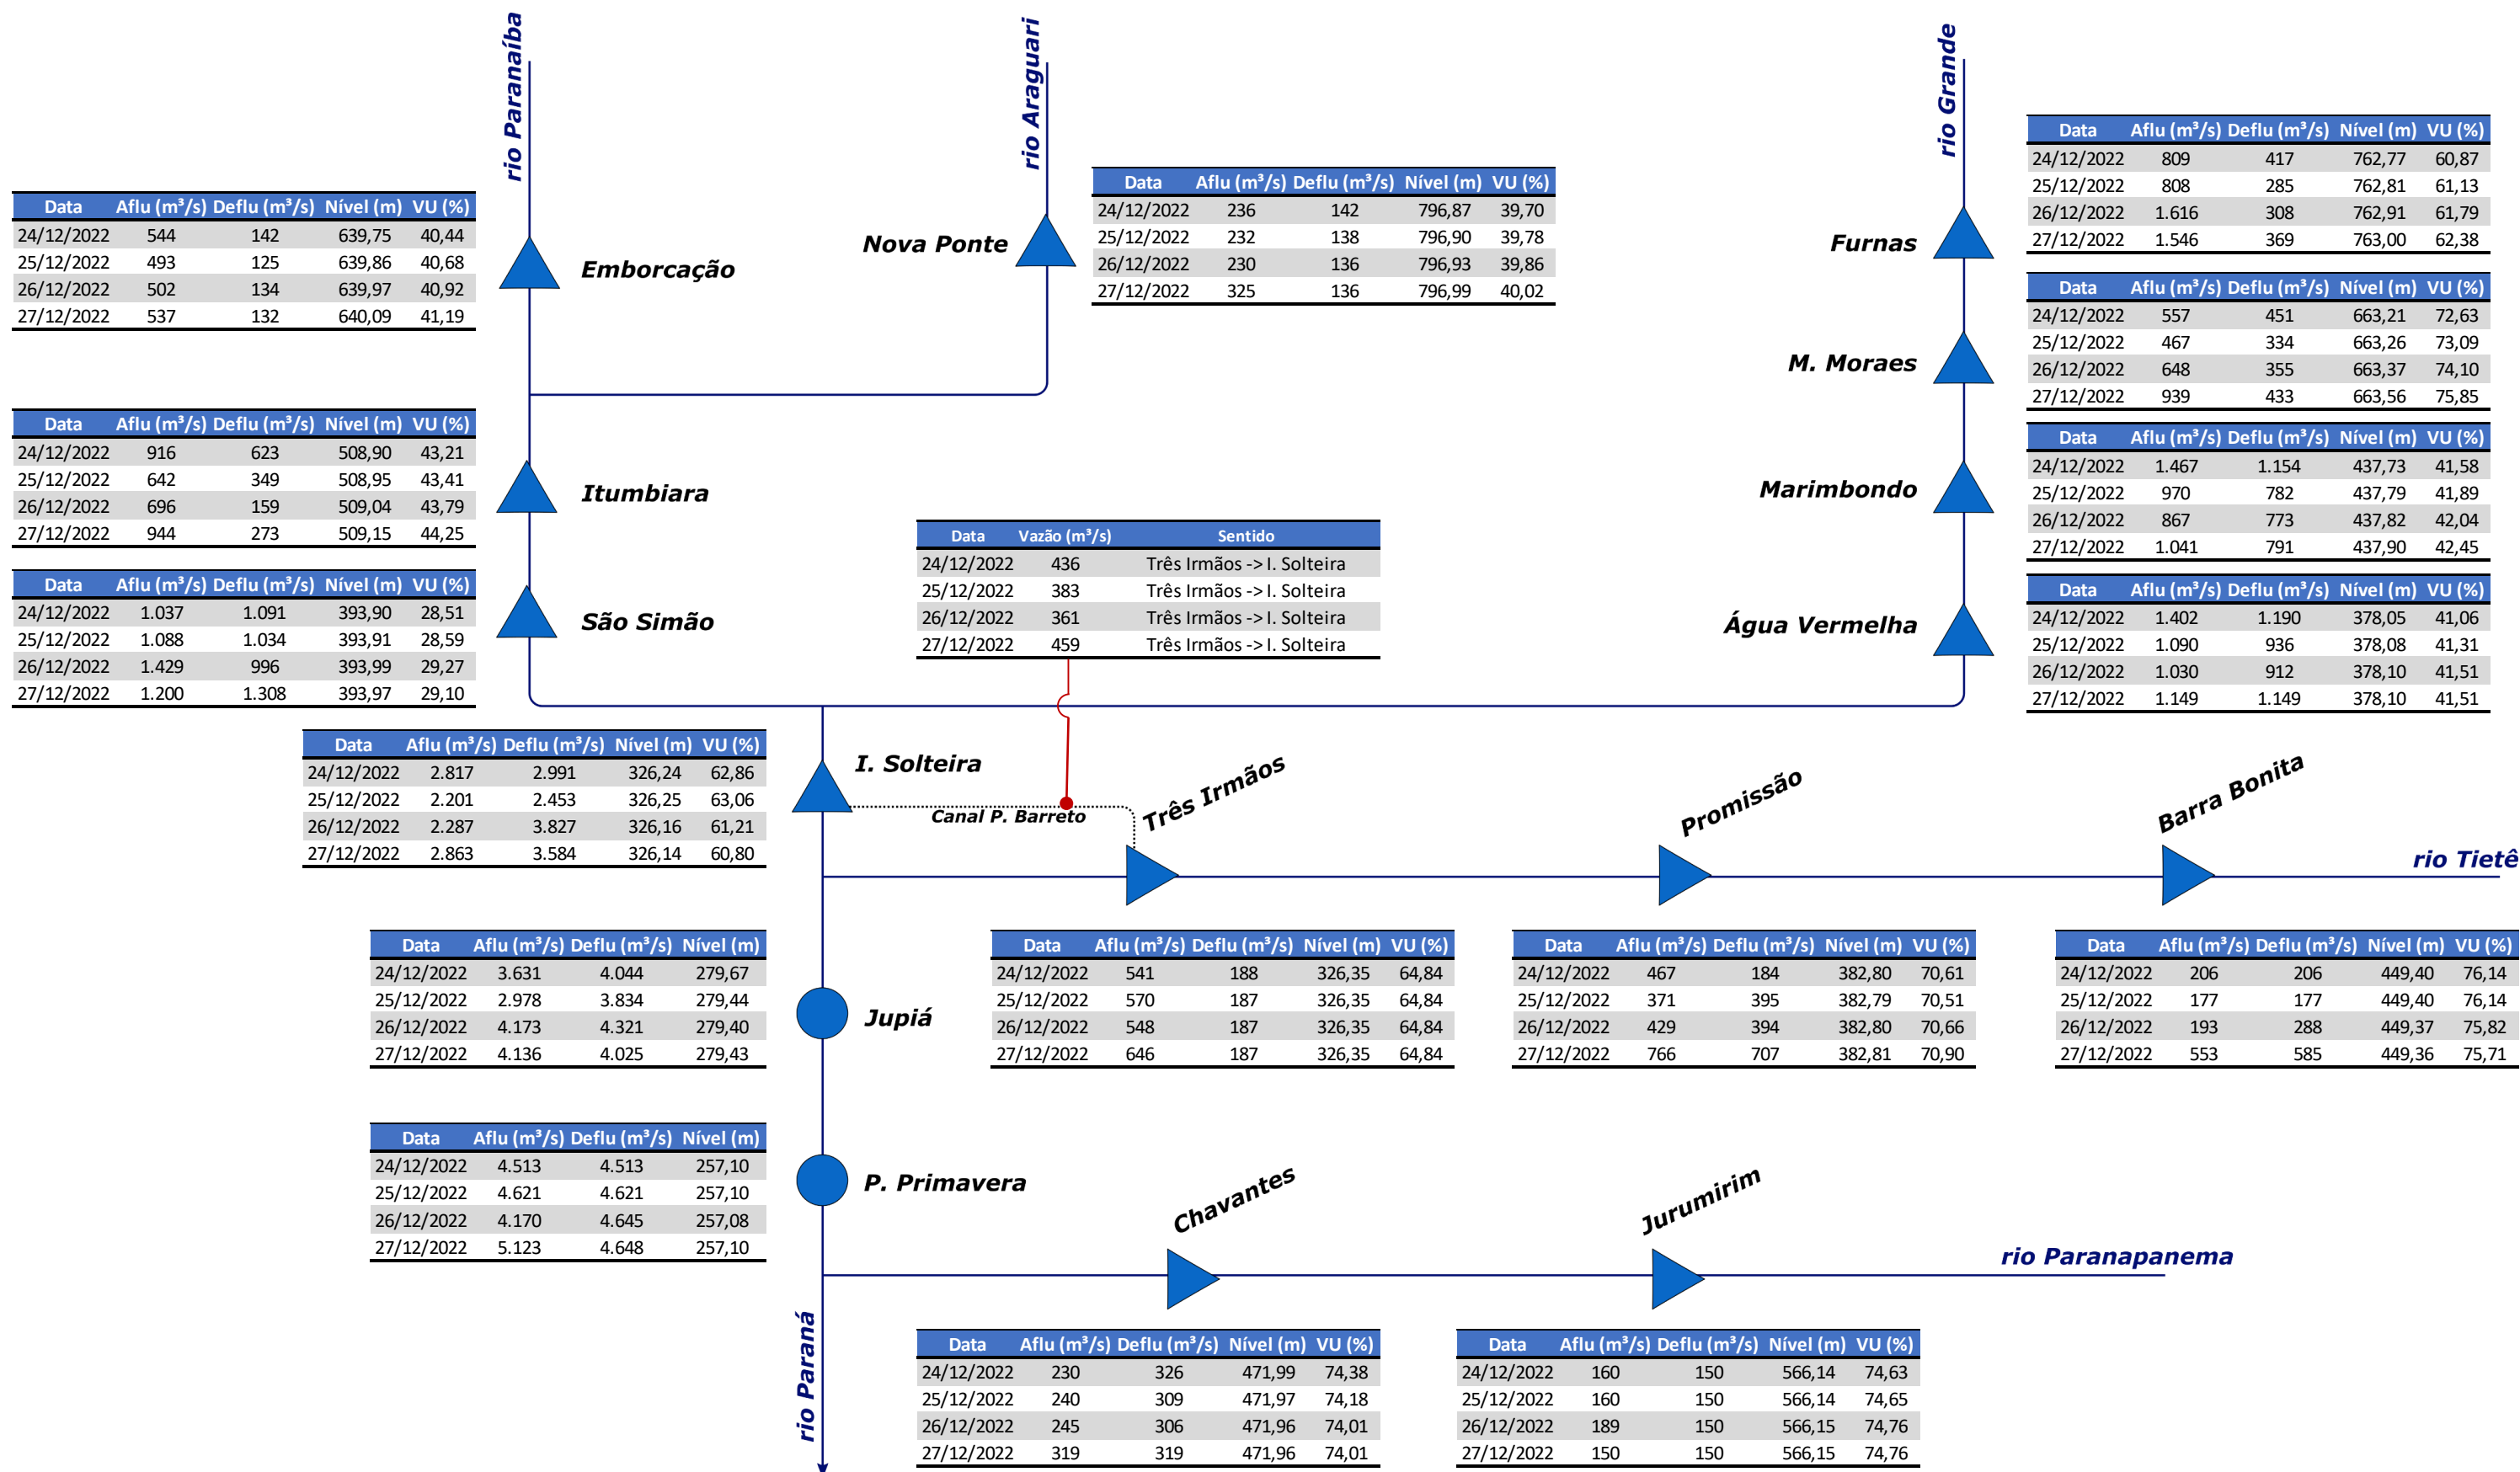 rio Paranaíba
rio Araguari
rio Grande
Data Aflu (m³/s) Deflu (m³/s) Nível (m) VU (%)
24/12/2022 809 417 762,77 60,87
25/12/2022 808 285 762,81 61,13
26/12/2022 1.616 308 762,91 61,79
27/12/2022 1.546 369 763,00 62,38
Furnas
Data Aflu (m³/s) Deflu (m³/s) Nível (m) VU (%)
24/12/2022 236 142 796,87 39,70
25/12/2022 232 138 796,90 39,78
26/12/2022 230 136 796,93 39,86
27/12/2022 325 136 796,99 40,02
Nova Ponte
Data Aflu (m³/s) Deflu (m³/s) Nível (m) VU (%)
24/12/2022 544 142 639,75 40,44
25/12/2022 493 125 639,86 40,68
26/12/2022 502 134 639,97 40,92
27/12/2022 537 132 640,09 41,19
Emborcação
Data Aflu (m³/s) Deflu (m³/s) Nível (m) VU (%)
24/12/2022 557 451 663,21 72,63
25/12/2022 467 334 663,26 73,09
26/12/2022 648 355 663,37 74,10
27/12/2022 939 433 663,56 75,85
M. Moraes
Data Aflu (m³/s) Deflu (m³/s) Nível (m) VU (%)
24/12/2022 916 623 508,90 43,21
25/12/2022 642 349 508,95 43,41
26/12/2022 696 159 509,04 43,79
27/12/2022 944 273 509,15 44,25
Itumbiara
Data Aflu (m³/s) Deflu (m³/s) Nível (m) VU (%)
24/12/2022 1.467 1.154 437,73 41,58
25/12/2022 970 782 437,79 41,89
26/12/2022 867 773 437,82 42,04
27/12/2022 1.041 791 437,90 42,45
Marimbondo
Data Vazão (m³/s) Sentido
24/12/2022 436 Três Irmãos -> I. Solteira
25/12/2022 383 Três Irmãos -> I. Solteira
26/12/2022 361 Três Irmãos -> I. Solteira
27/12/2022 459 Três Irmãos -> I. Solteira
Data Aflu (m³/s) Deflu (m³/s) Nível (m) VU (%)
24/12/2022 1.037 1.091 393,90 28,51
25/12/2022 1.088 1.034 393,91 28,59
26/12/2022 1.429 996 393,99 29,27
27/12/2022 1.200 1.308 393,97 29,10
São Simão
Data Aflu (m³/s) Deflu (m³/s) Nível (m) VU (%)
24/12/2022 1.402 1.190 378,05 41,06
25/12/2022 1.090 936 378,08 41,31
26/12/2022 1.030 912 378,10 41,51
27/12/2022 1.149 1.149 378,10 41,51
Água Vermelha
Data Aflu (m³/s) Deflu (m³/s) Nível (m) VU (%)
24/12/2022 2.817 2.991 326,24 62,86
25/12/2022 2.201 2.453 326,25 63,06
26/12/2022 2.287 3.827 326,16 61,21
27/12/2022 2.863 3.584 326,14 60,80
I. Solteira
Canal P. Barreto
Três Irmãos
Promissão
Barra Bonita
rio Tietê
Data Aflu (m³/s) Deflu (m³/s) Nível (m)
24/12/2022 3.631 4.044 279,67
25/12/2022 2.978 3.834 279,44
26/12/2022 4.173 4.321 279,40
27/12/2022 4.136 4.025 279,43
Jupiá
Data Aflu (m³/s) Deflu (m³/s) Nível (m) VU (%)
24/12/2022 541 188 326,35 64,84
25/12/2022 570 187 326,35 64,84
26/12/2022 548 187 326,35 64,84
27/12/2022 646 187 326,35 64,84
Data Aflu (m³/s) Deflu (m³/s) Nível (m) VU (%)
24/12/2022 467 184 382,80 70,61
25/12/2022 371 395 382,79 70,51
26/12/2022 429 394 382,80 70,66
27/12/2022 766 707 382,81 70,90
Data Aflu (m³/s) Deflu (m³/s) Nível (m) VU (%)
24/12/2022 206 206 449,40 76,14
25/12/2022 177 177 449,40 76,14
26/12/2022 193 288 449,37 75,82
27/12/2022 553 585 449,36 75,71
Data Aflu (m³/s) Deflu (m³/s) Nível (m)
24/12/2022 4.513 4.513 257,10
25/12/2022 4.621 4.621 257,10
26/12/2022 4.170 4.645 257,08
27/12/2022 5.123 4.648 257,10
P. Primavera
Chavantes
Jurumirim
rio Paranapanema
rio Paraná
Data Aflu (m³/s) Deflu (m³/s) Nível (m) VU (%)
24/12/2022 230 326 471,99 74,38
25/12/2022 240 309 471,97 74,18
26/12/2022 245 306 471,96 74,01
27/12/2022 319 319 471,96 74,01
Data Aflu (m³/s) Deflu (m³/s) Nível (m) VU (%)
24/12/2022 160 150 566,14 74,63
25/12/2022 160 150 566,14 74,65
26/12/2022 189 150 566,15 74,76
27/12/2022 150 150 566,15 74,76